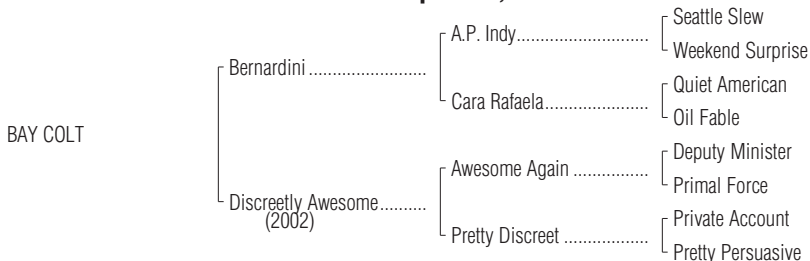 Seattle Slew
A.P. Indy..............................
Weekend Surprise
Bernardini ..........................
Quiet American
Cara Rafaela.......................
Oil Fable
BAY COLT
Deputy Minister
Awesome Again .................
Primal Force
Discreetly Awesome..........
(2002)
Private Account
Pretty Discreet ...................
Pretty Persuasive